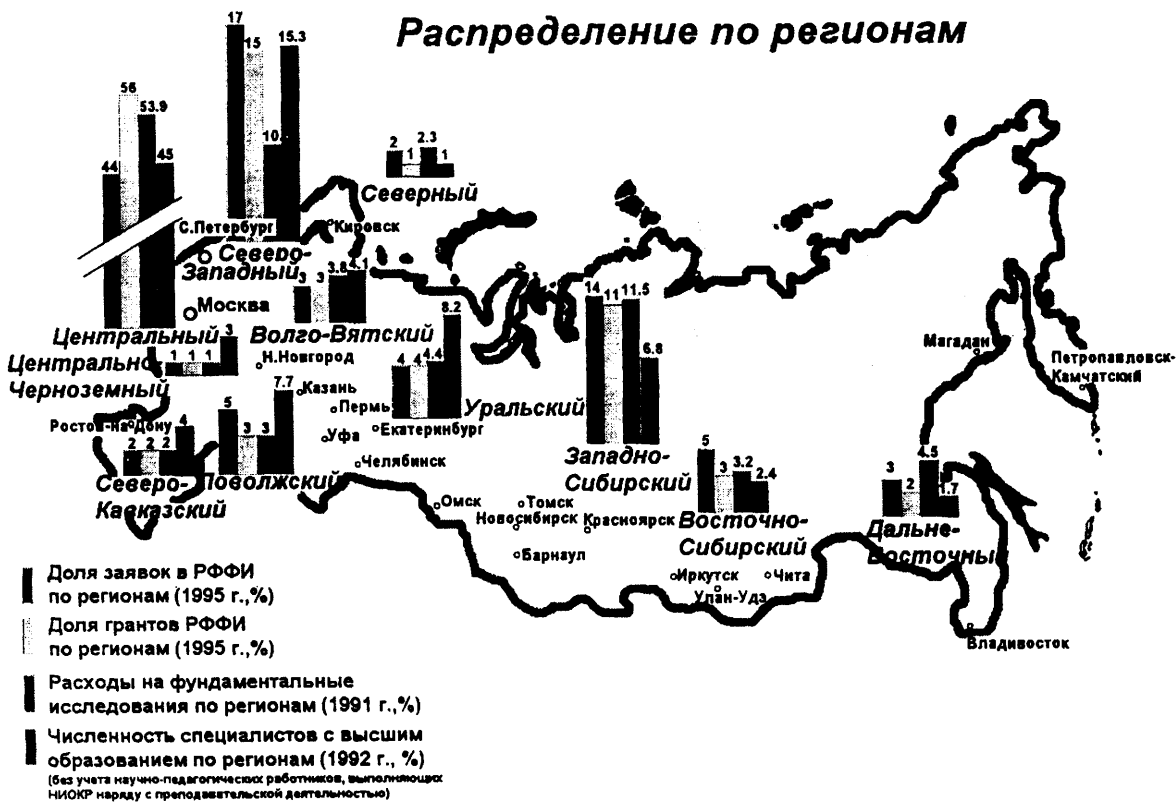 Распределение по регионам
17
15
10
15.3
56
53.9
44
45
2
1
2.3
1
Северный
С.Петербург
Кировск
Северо-
Западный
3
3
3.8
4.1
Москва
Центральный
Волго-Вятский
8.2
4
4
4.4
Уральский
14
11
11.5
6.8
Западно-
Сибирский
Центрально
Черноземный
1
1
1
3
Н.Новгород
Казань
Пермь
Екатеринбург
Уфа
Челябинск
Магадан
Петропавловск-
Камчатский
Ростов-на Дону
2
2
2
4
Северо-
Кавказский
5
3
3
7.7
Поволжский
Омск
Томск
Новосибирск
Красноярск
Барнаул
5
3
3.2
2.4
Восточно-
Сибирский
3
2
4.5
1.7
Дальне-
Восточный
Иркутск
Чита
Улан-Удэ
Владивосток
Доля заявок в РФФИ
по регионам (1995 г.,%)
Доля грантов РФФИ
по регионам (1995 г.,%)
Расходы на фундаментальные
исследования по регионам (1991 г.,%)
Численность специалистов с высшим
образованием по регионам (1992 г., %)
(без учета научно-педагогических работников, выполняющих
НИОКР наряду с преподавательской деятельностью)